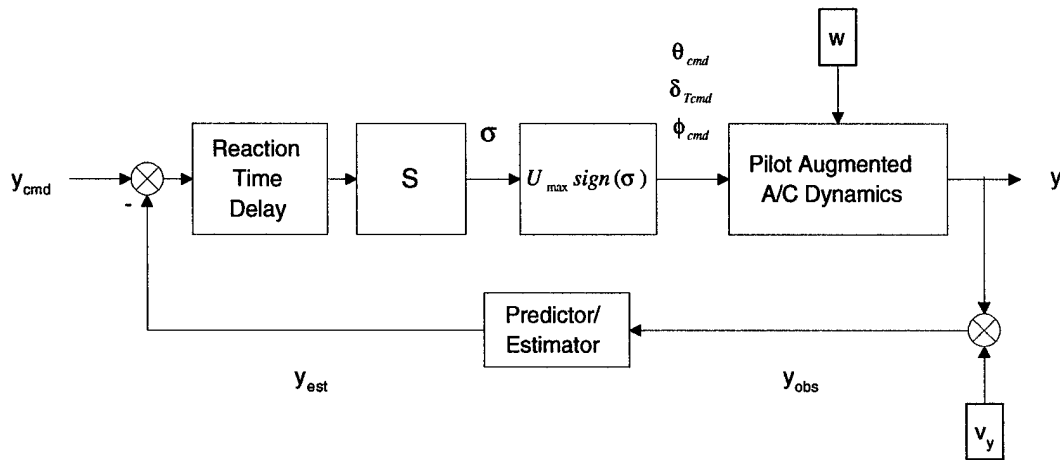 w
θcmd
δTcmd
ϕcmd
ycmd
-
Reaction
Time
Delay
S
σ
Umax sign(σ)
Pilot Augmented
A/C Dynamics
y
Predictor/
Estimator
yest
yobs
vy